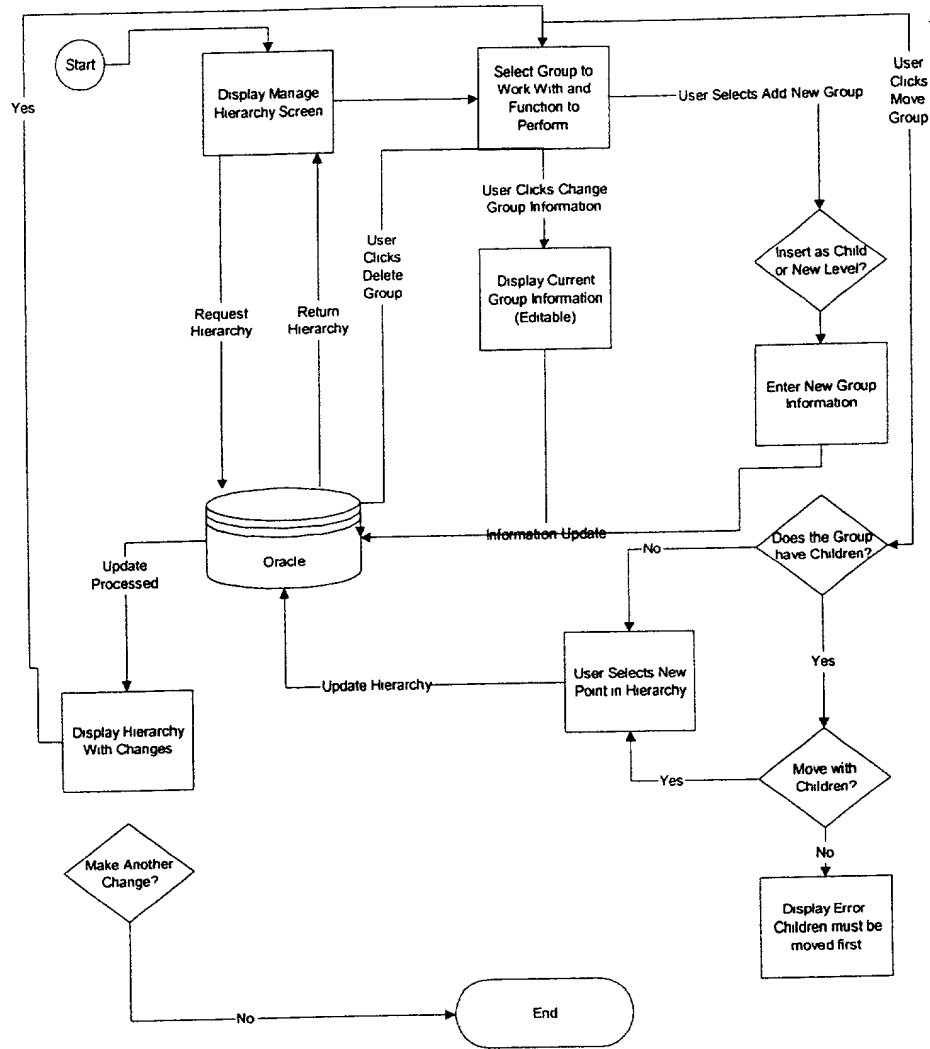 Start
Yes
Display Manage
Hierarchy Screen
Select Group to
Work With and
Function to
Perform
User Selects Add New Group
User
Clicks
Move
Group
User Clicks Change
Group Information
User
Clicks
Delete
Group
Insert as Child
or New Level?
Display Current
Group Information
(Editable)
Request
Hierarchy
Return
Hierarchy
Enter New Group
Information
Information Update
Oracle
Does the Group
have Children?
No
Update
Processed
Yes
User Selects New
Point in Hierarchy
Update Hierarchy
Display Hierarchy
With Changes
Move with
Children?
Yes
No
Make Another
Change?
Display Error
Children must be
moved first
No
End